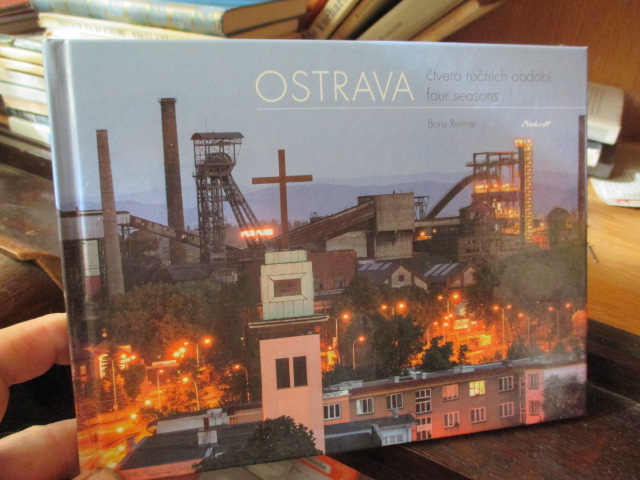 OSTRAVA
čtvero ročních období
four seasons
Boris Renner